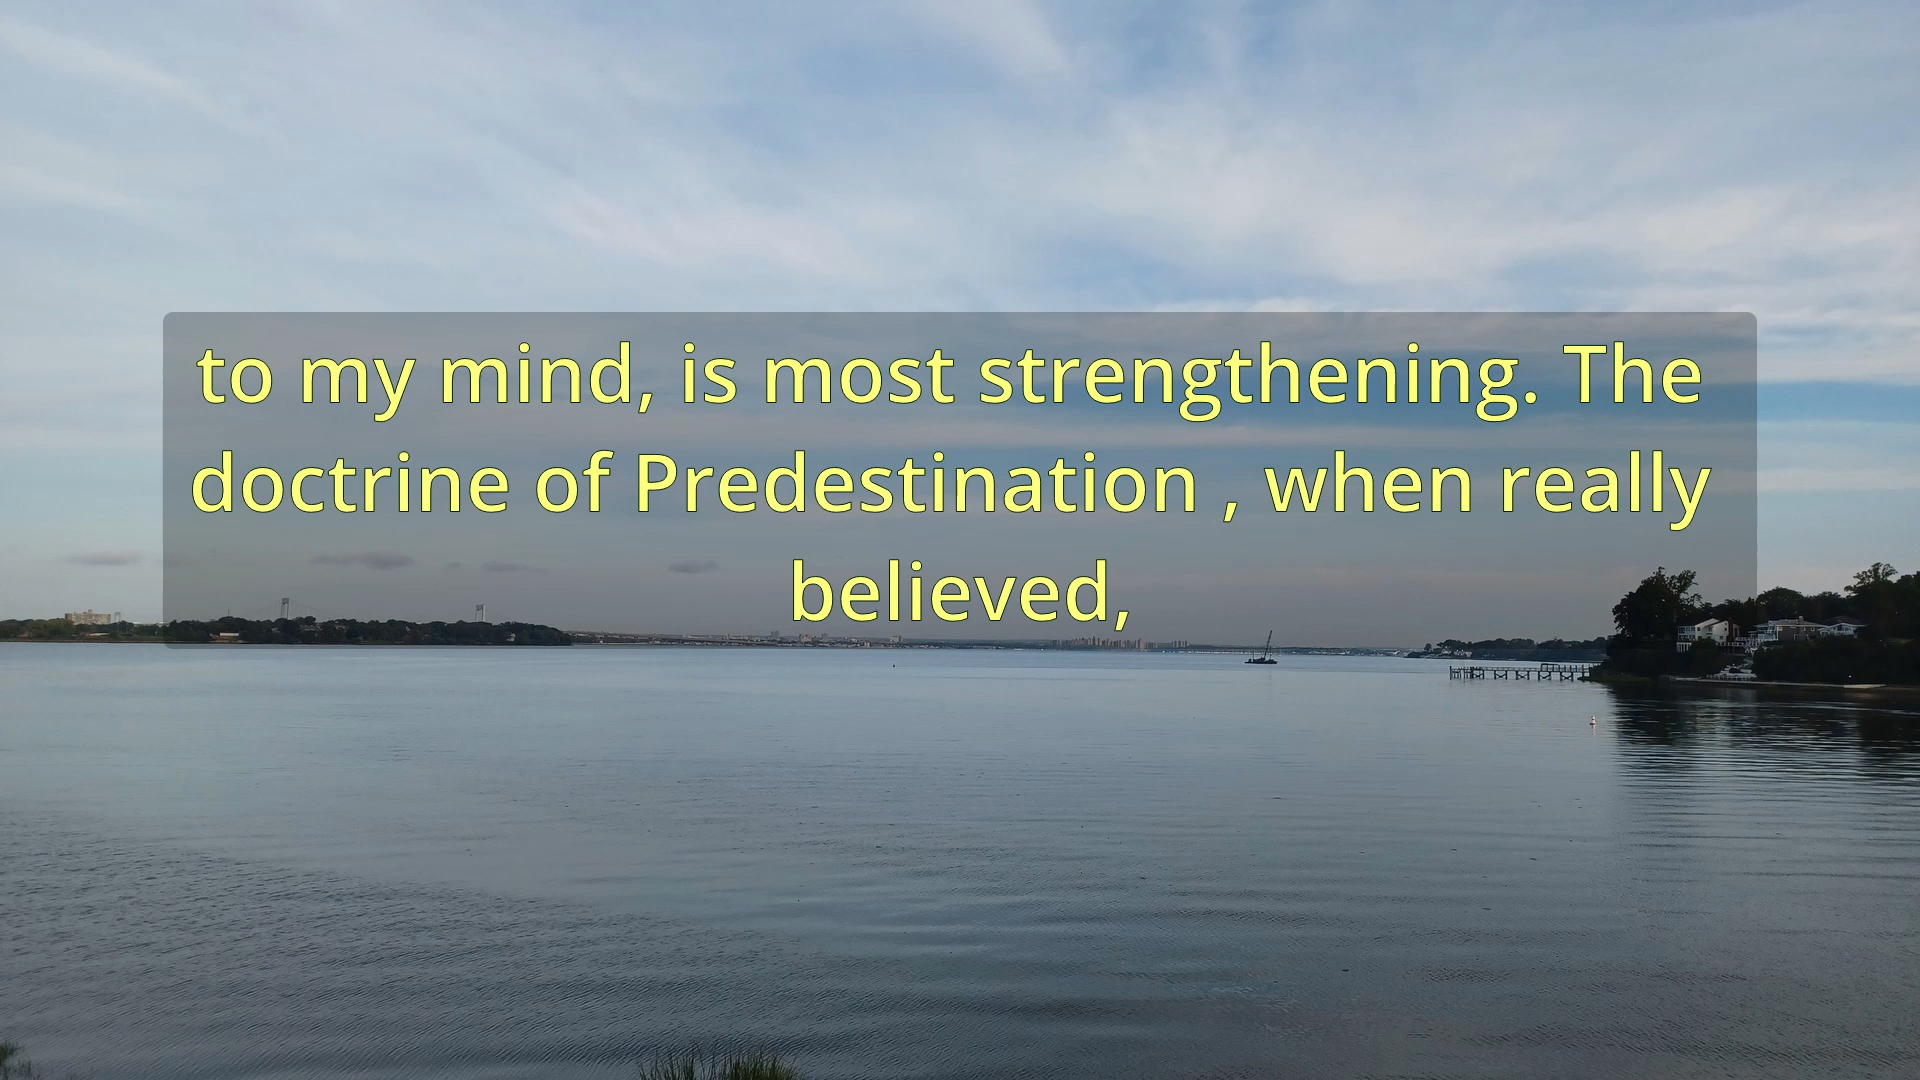 to my mind, is most strengthening. The
doctrine of Predestination , when really
believed,